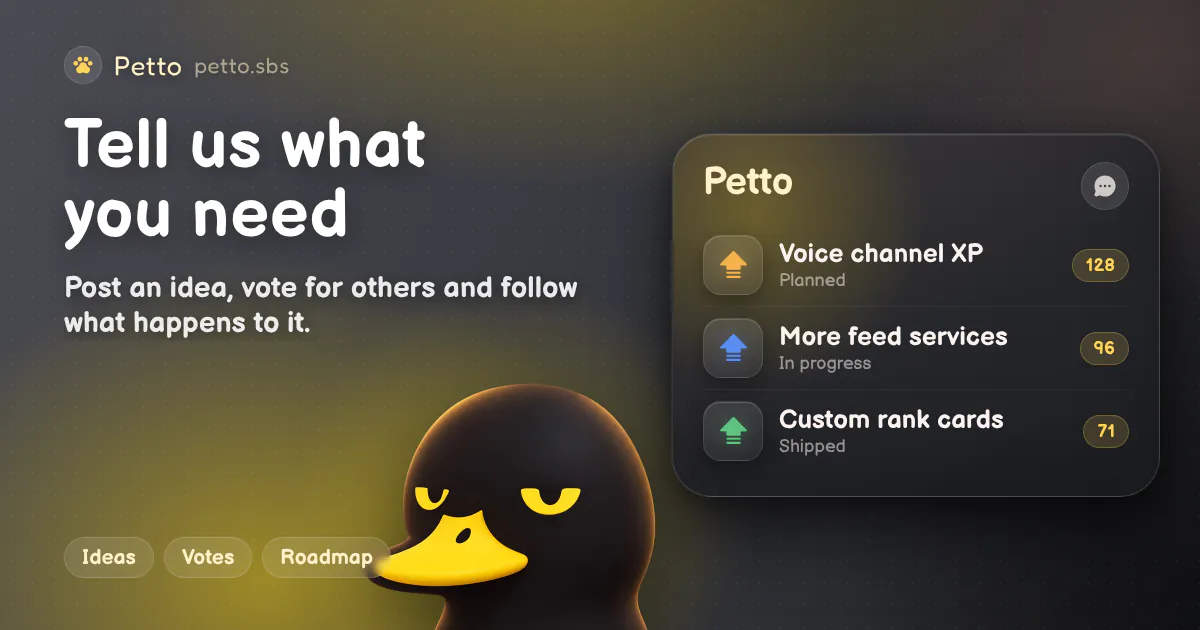 Petto petto.sbs
Tell us what
you need
Post an idea, vote for others and follow
what happens to it.
Ideas Votes Roadmap
Petto
Voice channel XP
Planned
128
More feed services
In progress
96
Custom rank cards
Shipped
71